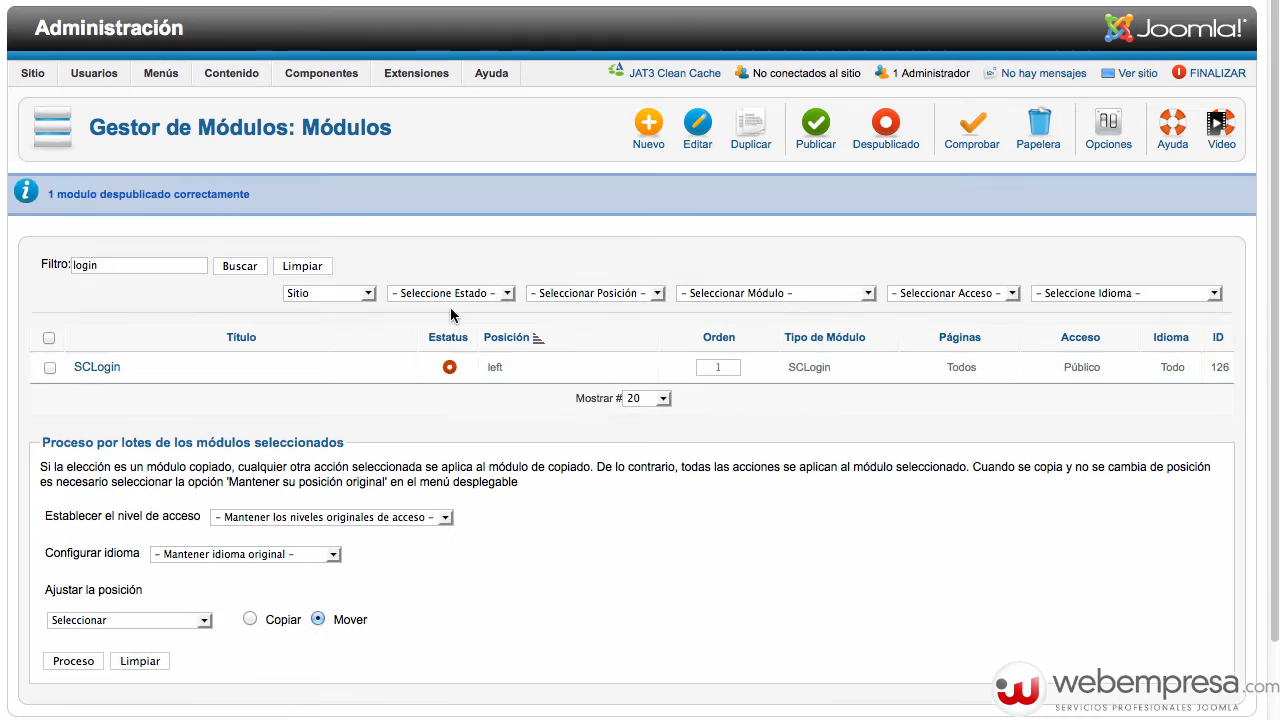 Administración
Joomla!
Sitio Usuarios Menús Contenido Componentes Extensiones Ayuda JAT3 Clean Cache No conectados al sitio 1 Administrador No hay mensajes Ver sitio FINALIZAR
Gestor de Módulos: Módulos
Nuevo Editar Duplicar Publicar Despublicado Comprobar Papelera Opciones Ayuda Video
1 modulo despublicado correctamente
Filtro: login Buscar Limpiar
Sitio - Seleccione Estado - - Seleccionar Posición - - Seleccionar Módulo - - Seleccionar Acceso - - Seleccione Idioma -
Título Estatus Posición Orden Tipo de Módulo Páginas Acceso Idioma ID
SCLogin left 1 SCLogin Todos Público Todo 126
Mostrar # 20
Proceso por lotes de los módulos seleccionados
Si la elección es un módulo copiado, cualquier otra acción seleccionada se aplica al módulo de copiado. De lo contrario, todas las acciones se aplican al módulo seleccionado. Cuando se copia y no se cambia de posición
es necesario seleccionar la opción 'Mantener su posición original' en el menú desplegable
Establecer el nivel de acceso - Mantener los niveles originales de acceso -
Configurar idioma - Mantener idioma original -
Ajustar la posición
Seleccionar Copiar Mover
Proceso Limpiar
webempresa.com
SERVICIOS PROFESIONALES JOOMLA